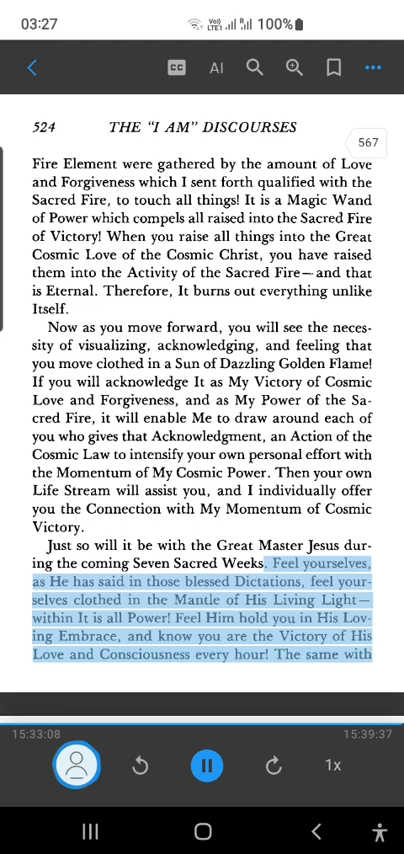 03:27
Vo)) LTE1 R 100%
CC AI
524 THE "I AM" DISCOURSES
567
Fire Element were gathered by the amount of Love
and Forgiveness which I sent forth qualified with the
Sacred Fire, to touch all things! It is a Magic Wand
of Power which compels all raised into the Sacred Fire
of Victory! When you raise all things into the Great
Cosmic Love of the Cosmic Christ, you have raised
them into the Activity of the Sacred Fire—and that
is Eternal. Therefore, It burns out everything unlike
Itself.
Now as you move forward, you will see the neces-
sity of visualizing, acknowledging, and feeling that
you move clothed in a Sun of Dazzling Golden Flame!
If you will acknowledge It as My Victory of Cosmic
Love and Forgiveness, and as My Power of the Sa-
cred Fire, it will enable Me to draw around each of
you who gives that Acknowledgment, an Action of the
Cosmic Law to intensify your own personal effort with
the Momentum of My Cosmic Power. Then your own
Life Stream will assist you, and I individually offer
you the Connection with My Momentum of Cosmic
Victory.
Just so will it be with the Great Master Jesus dur-
ing the coming Seven Sacred Weeks. Feel yourselves,
as He has said in those blessed Dictations, feel your-
selves clothed in the Mantle of His Living Light—
within It is all Power! Feel Him hold you in His Lov-
ing Embrace, and know you are the Victory of His
Love and Consciousness every hour! The same with
15:33:08 15:39:37
1x